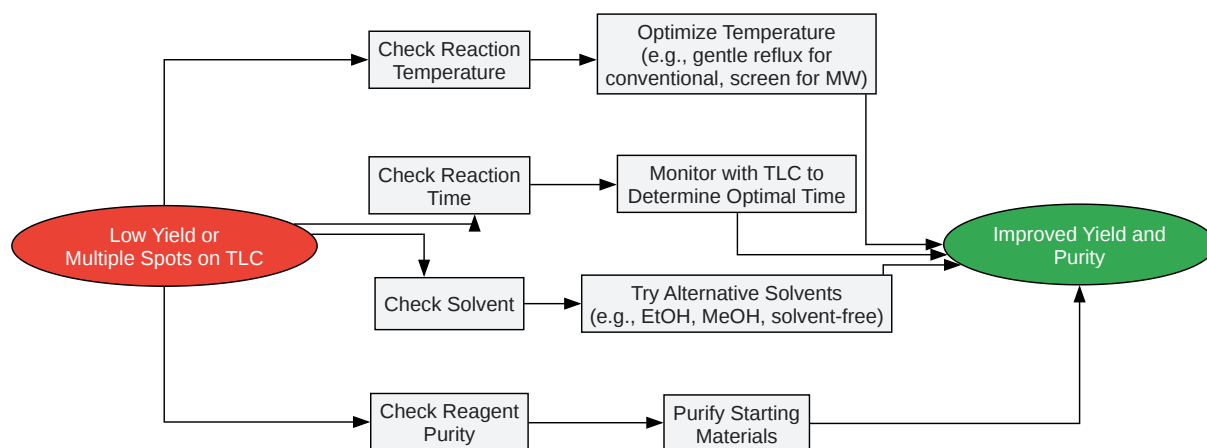 Check Reaction
Temperature
Optimize Temperature
(e.g., gentle reflux for
conventional, screen for MW)
Check Reaction
Time
Monitor with TLC to
Determine Optimal Time
Low Yield or
Multiple Spots on TLC
Improved Yield and
Purity
Check Solvent
Try Alternative Solvents
(e.g., EtOH, MeOH, solvent-free)
Check Reagent
Purity
Purify Starting
Materials